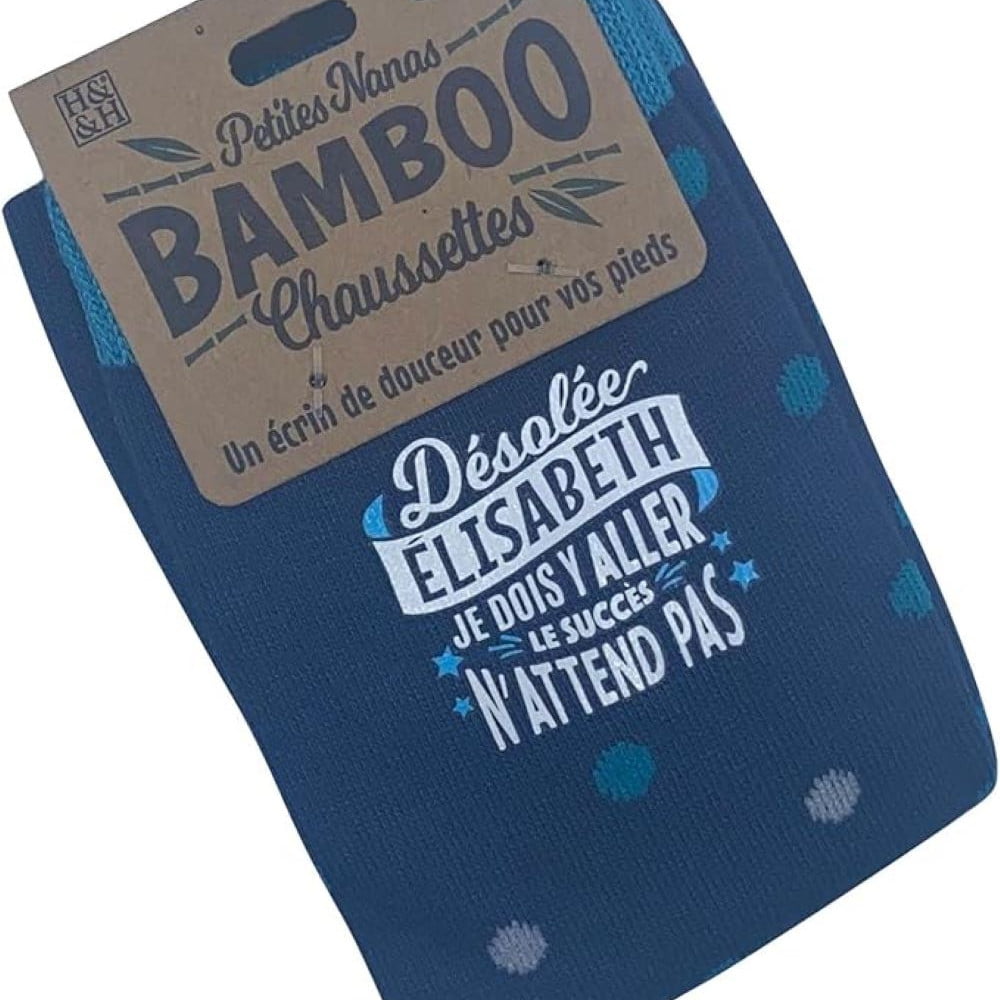 H&
&H
Petites Nanas
BAMBOO
Chaussettes
Un écrin de douceur pour vos pieds
Désolée
ÉLISABETH
JE DOIS Y ALLER
LE SUCCÈS
N'ATTEND PAS